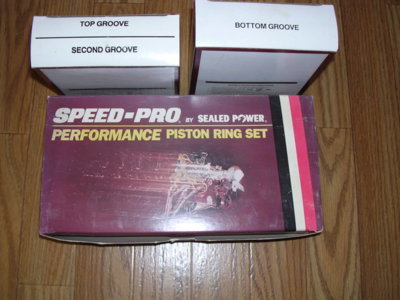 TOP GROOVE
SECOND GROOVE
BOTTOM GROOVE
SPEED-PRO BY SEALED POWER
PERFORMANCE PISTON RING SET